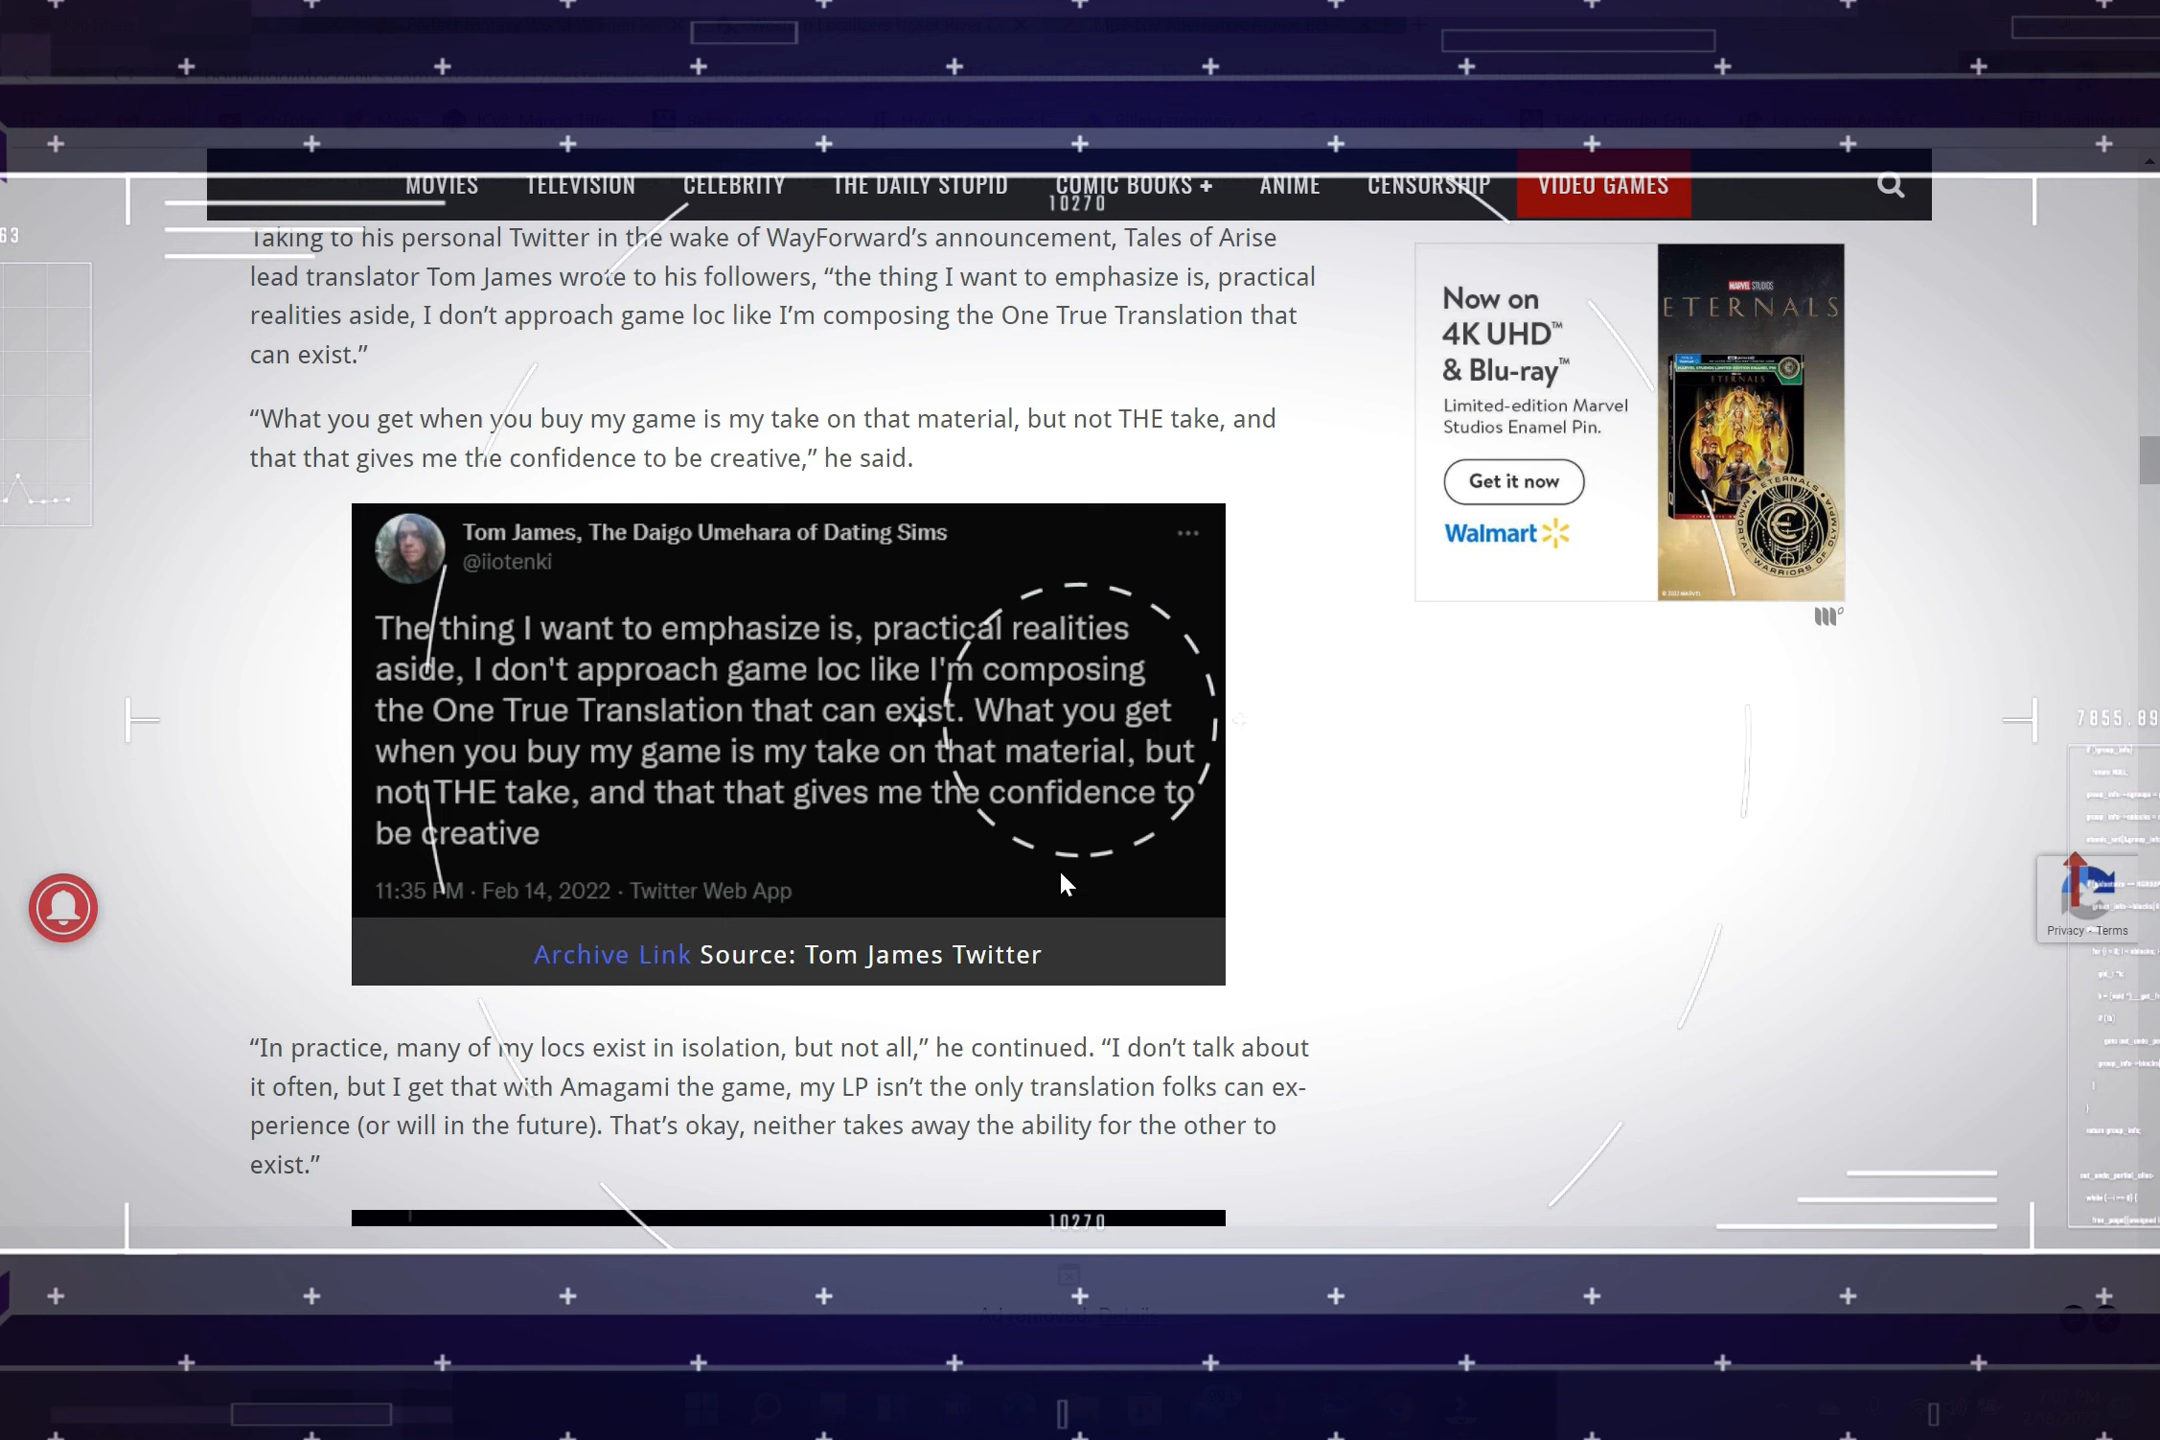 MOVIES TELEVISION CELEBRITY THE DAILY STUPID COMIC BOOKS + ANIME CENSORSHIP VIDEO GAMES
10270
63
Taking to his personal Twitter in the wake of WayForward’s announcement, Tales of Arise
lead translator Tom James wrote to his followers, “the thing I want to emphasize is, practical
realities aside, I don’t approach game loc like I’m composing the One True Translation that
can exist.”
“What you get when you buy my game is my take on that material, but not THE take, and
that that gives me the confidence to be creative,” he said.
Tom James, The Daigo Umehara of Dating Sims
@iiotenki
The thing I want to emphasize is, practical realities
aside, I don't approach game loc like I'm composing
the One True Translation that can exist. What you get
when you buy my game is my take on that material, but
not THE take, and that that gives me the confidence to
be creative
11:35 PM · Feb 14, 2022 · Twitter Web App
Archive Link Source: Tom James Twitter
“In practice, many of my locs exist in isolation, but not all,” he continued. “I don’t talk about
it often, but I get that with Amagami the game, my LP isn’t the only translation folks can ex-
perience (or will in the future). That’s okay, neither takes away the ability for the other to
exist.”
10270
Now on
4K UHD™
& Blu-ray™
Limited-edition Marvel
Studios Enamel Pin.
Get it now
Walmart
MARVEL STUDIOS
ETERNALS
ETERNALS
7855.89
Privacy - Terms